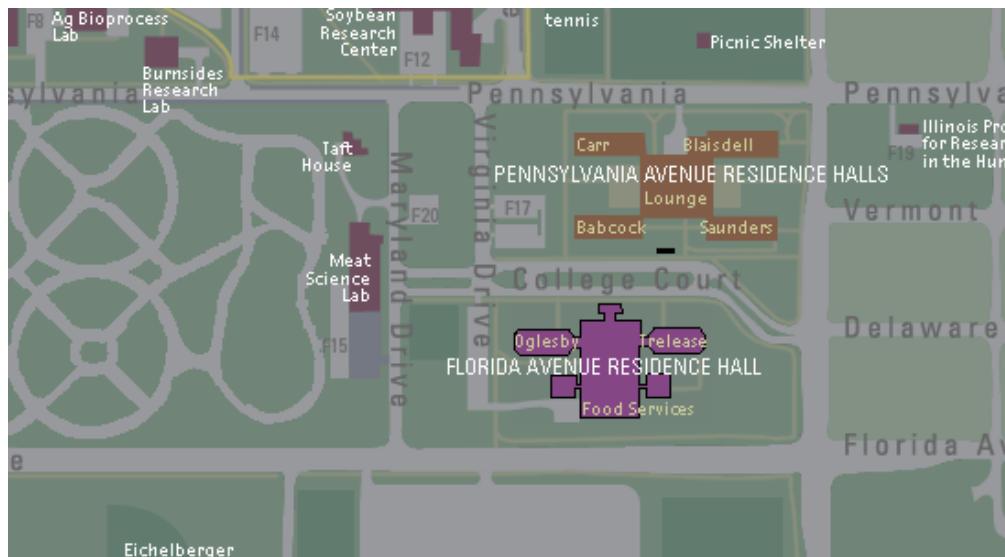 Ag Bioprocess
Lab
F8
F14
Soybean
Research
Center
F12
tennis
Picnic Shelter
Burnsides
Research
Lab
sylvania
Pennsylvania
Pennsylva
Taft
House
Maryland Drive
Virginia Drive
Carr
Blaisdell
PENNSYLVANIA AVENUE RESIDENCE HALLS
Lounge
Babcock
Saunders
Illinois Pro
for Resear
in the Hum
F19
F20
F17
Vermont
Meat
Science
Lab
College Court
F15
Oglesby
Trelease
FLORIDA AVENUE RESIDENCE HALL
Food Services
Delaware
e
Florida Av
Eichelberger